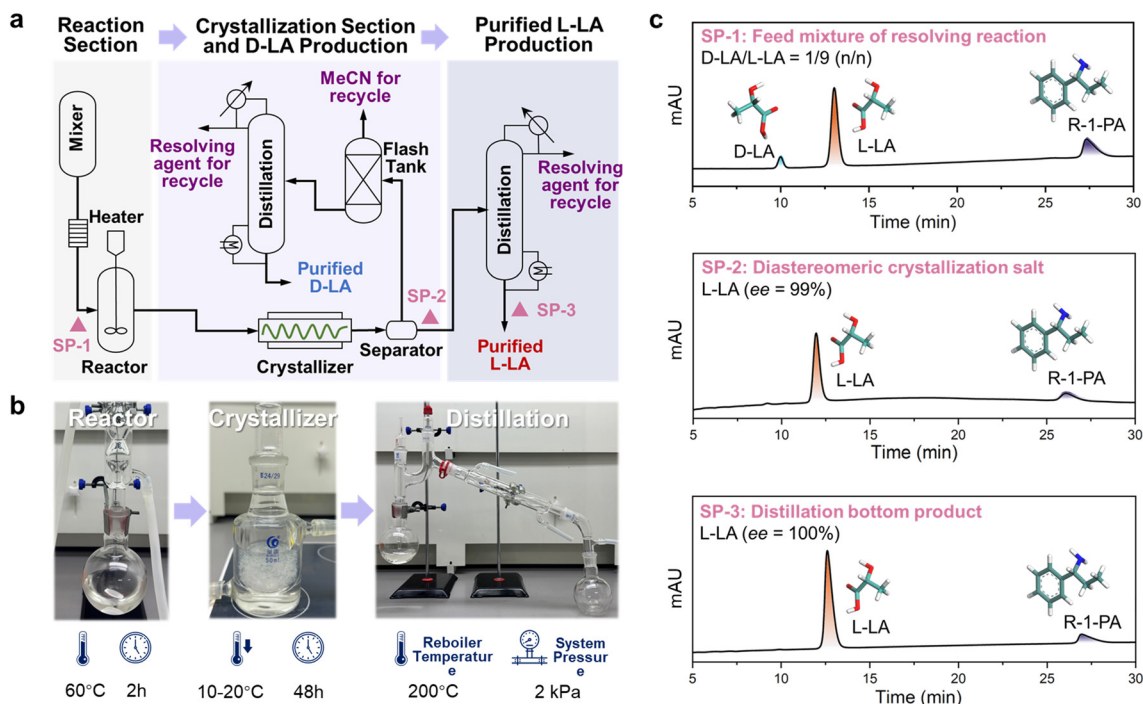 a
Reaction
Section
Crystallization Section
and D-LA Production
Purified L-LA
Production
Mixer
Heater
SP-1
Reactor
MeCN for
recycle
Resolving
agent for
recycle
Distillation
Flash
Tank
Purified
D-LA
Crystallizer
Separator
SP-2
Distillation
Resolving
agent for
recycle
SP-3
Purified
L-LA
b
Reactor
Crystallizer
Distillation
60°C
2h
10-20°C
48h
Reboiler
Temperatur
e
200°C
System
Pressur
e
2 kPa
c
SP-1: Feed mixture of resolving reaction
D-LA/L-LA = 1/9 (n/n)
mAU
D-LA
L-LA
R-1-PA
5 10 15 20 25 30
Time (min)
SP-2: Diastereomeric crystallization salt
L-LA (ee = 99%)
mAU
L-LA
R-1-PA
5 10 15 20 25 30
Time (min)
SP-3: Distillation bottom product
L-LA (ee = 100%)
mAU
L-LA
R-1-PA
5 10 15 20 25 30
Time (min)